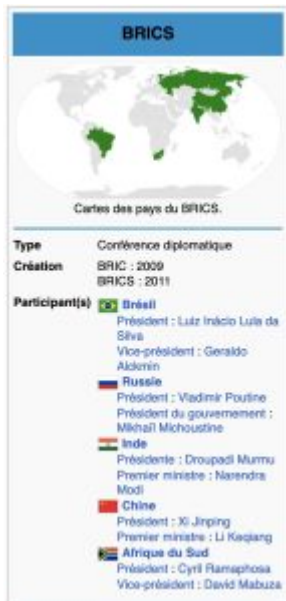 BRICS
Cartes des pays du BRICS.
Type Conférence diplomatique
Création BRIC : 2009
BRICS : 2011
Participant(s) Brésil
Président : Luiz Inácio Lula da
Silva
Vice-président : Geraldo
Alckmin
Russie
Président : Vladimir Poutine
Président du gouvernement :
Mikhaïl Michoustine
Inde
Présidente : Droupadi Murmu
Premier ministre : Narendra
Modi
Chine
Président : Xi Jinping
Premier ministre : Li Keqiang
Afrique du Sud
Président : Cyril Ramaphosa
Vice-président : David Mabuza